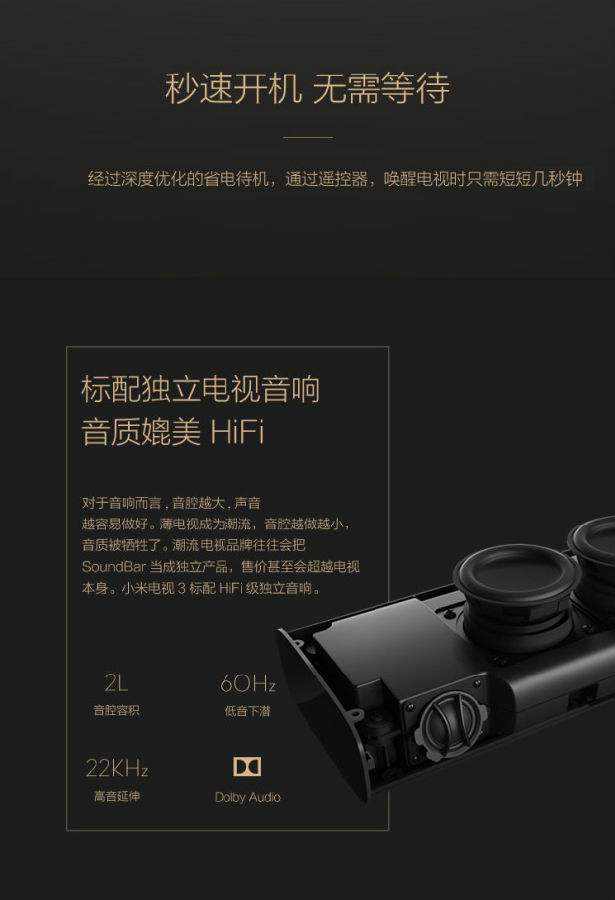 秒速开机 无需等待
经过深度优化的省电待机，通过遥控器，唤醒电视时只需短短几秒钟
标配独立电视音响
音质媲美 HiFi
对于音响而言，音腔越大，声音
越容易做好。薄电视成为潮流，音腔越做越小，
音质被牺牲了。潮流电视品牌往往会把
SoundBar 当成独立产品，售价甚至会超越电视
本身。小米电视 3 标配 HiFi 级独立音响。
2L
音腔容积
60Hz
低音下潜
22KHz
高音延伸
Dolby Audio